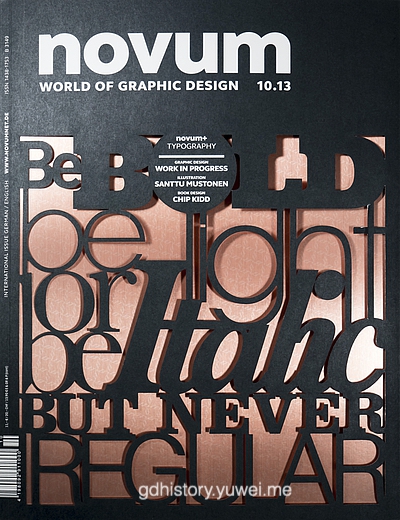 novum
WORLD OF GRAPHIC DESIGN 10.13
novum+
TYPOGRAPHY
GRAPHIC DESIGN
WORK IN PROGRESS
ILLUSTRATION
SANTTU MUSTONEN
BOOK DESIGN
CHIP KIDD
Be BOLD
be light
or
be Italic
BUT NEVER
REGULAR
INTERNATIONAL ISSUE GERMAN / ENGLISH WWW.NOVUMNET.DE ISSN 1438-1753 B 3149
gdhistory.yuwei.me